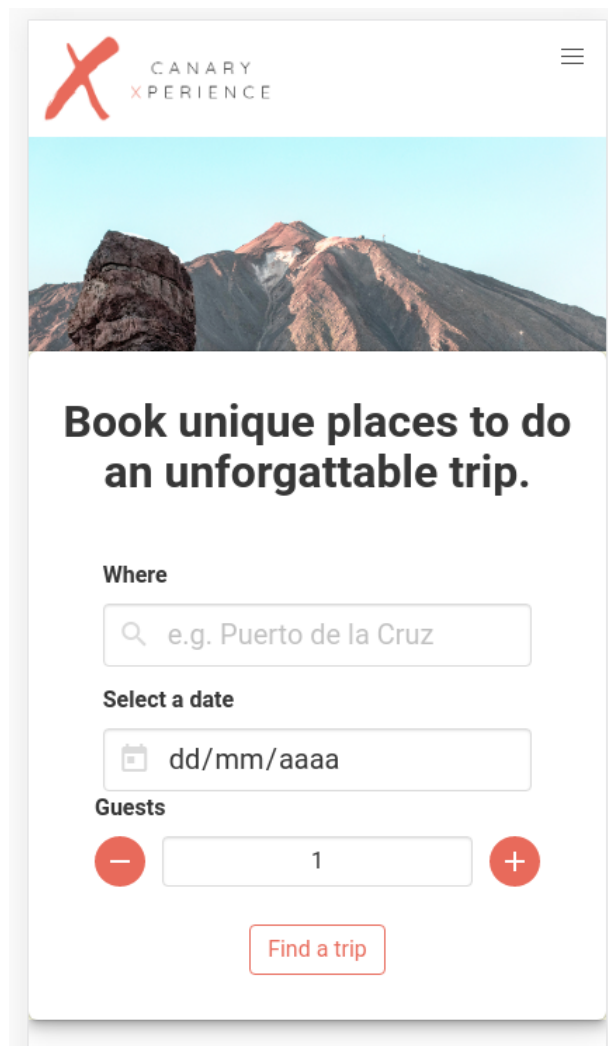 CANARY
XPERIENCE
Book unique places to do
an unforgattable trip.
Where
e.g. Puerto de la Cruz
Select a date
dd/mm/aaaa
Guests
1
Find a trip